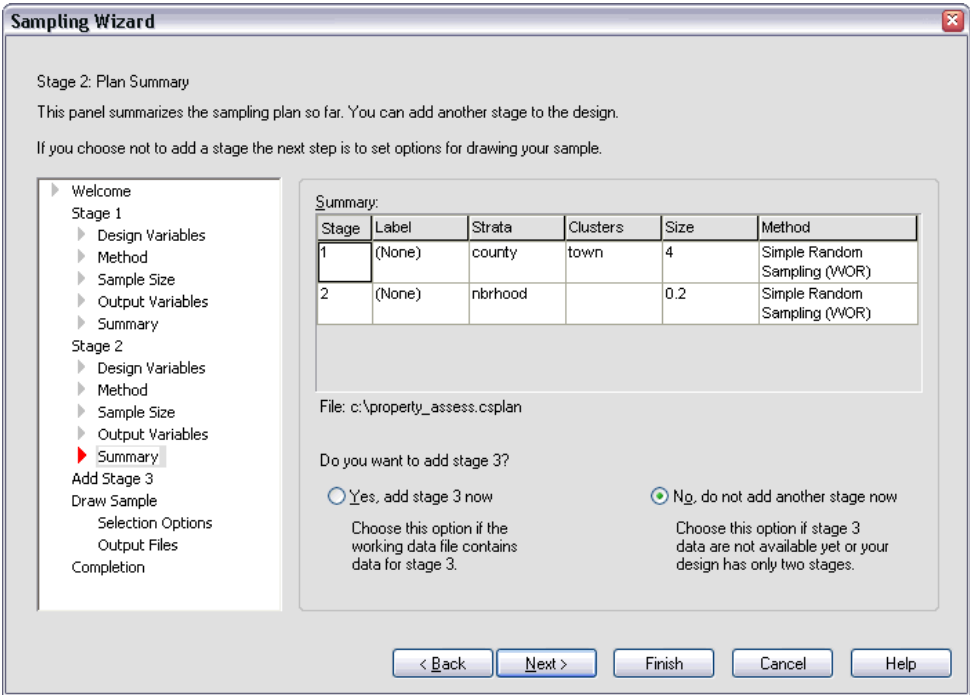 Sampling Wizard
Stage 2: Plan Summary
This panel summarizes the sampling plan so far. You can add another stage to the design.
If you choose not to add a stage the next step is to set options for drawing your sample.
Welcome
Stage 1
Design Variables
Method
Sample Size
Output Variables
Summary
Stage 2
Design Variables
Method
Sample Size
Output Variables
Summary
Add Stage 3
Draw Sample
Selection Options
Output Files
Completion
Summary:
Stage Label Strata Clusters Size Method
1 (None) county town 4 Simple Random
Sampling (WOR)
2 (None) nbrhood 0.2 Simple Random
Sampling (WOR)
File: c:\property_assess.csplan
Do you want to add stage 3?
Yes, add stage 3 now
Choose this option if the
working data file contains
data for stage 3.
No, do not add another stage now
Choose this option if stage 3
data are not available yet or your
design has only two stages.
< Back Next > Finish Cancel Help